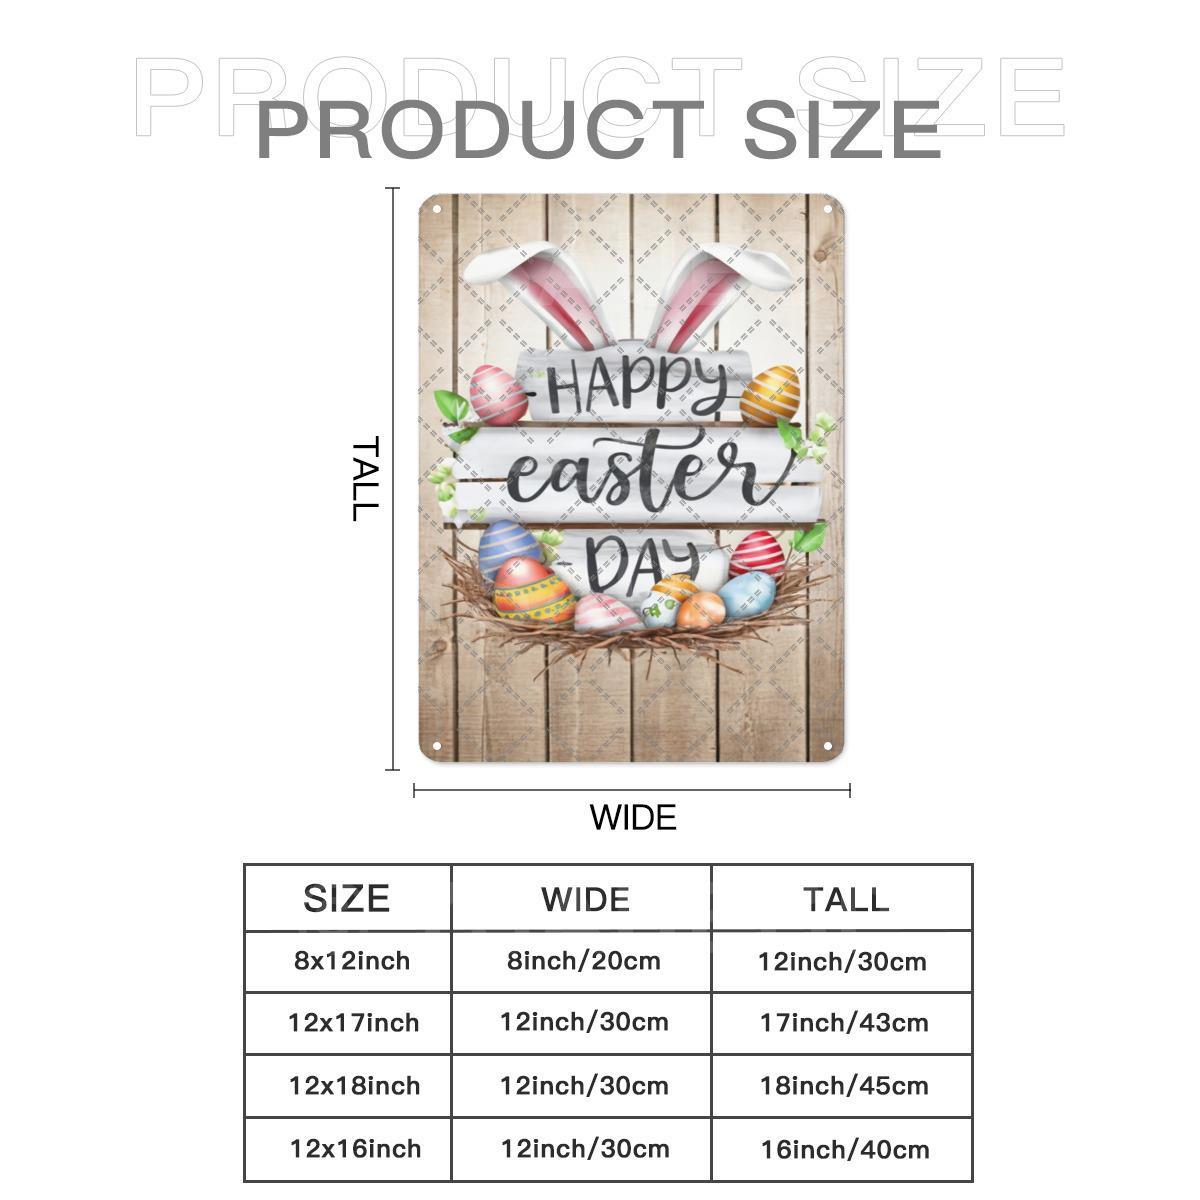 PRODUCT SIZE
PRODUCT SIZE
HAPPY
easter
DAY
TALL
WIDE
SIZE WIDE TALL
8x12inch 8inch/20cm 12inch/30cm
12x17inch 12inch/30cm 17inch/43cm
12x18inch 12inch/30cm 18inch/45cm
12x16inch 12inch/30cm 16inch/40cm